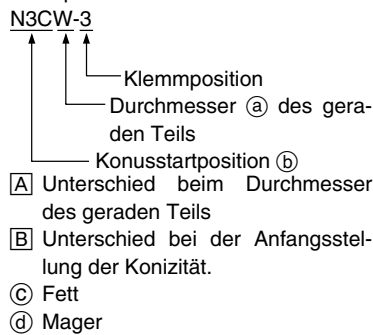 N3CW-3
Klemmposition
Durchmesser ⓐ des gera-
den Teils
Konusstartposition ⓑ
A Unterschied beim Durchmesser
des geraden Teils
B Unterschied bei der Anfangsstel-
lung der Konizität.
ⓒ Fett
ⓓ Mager